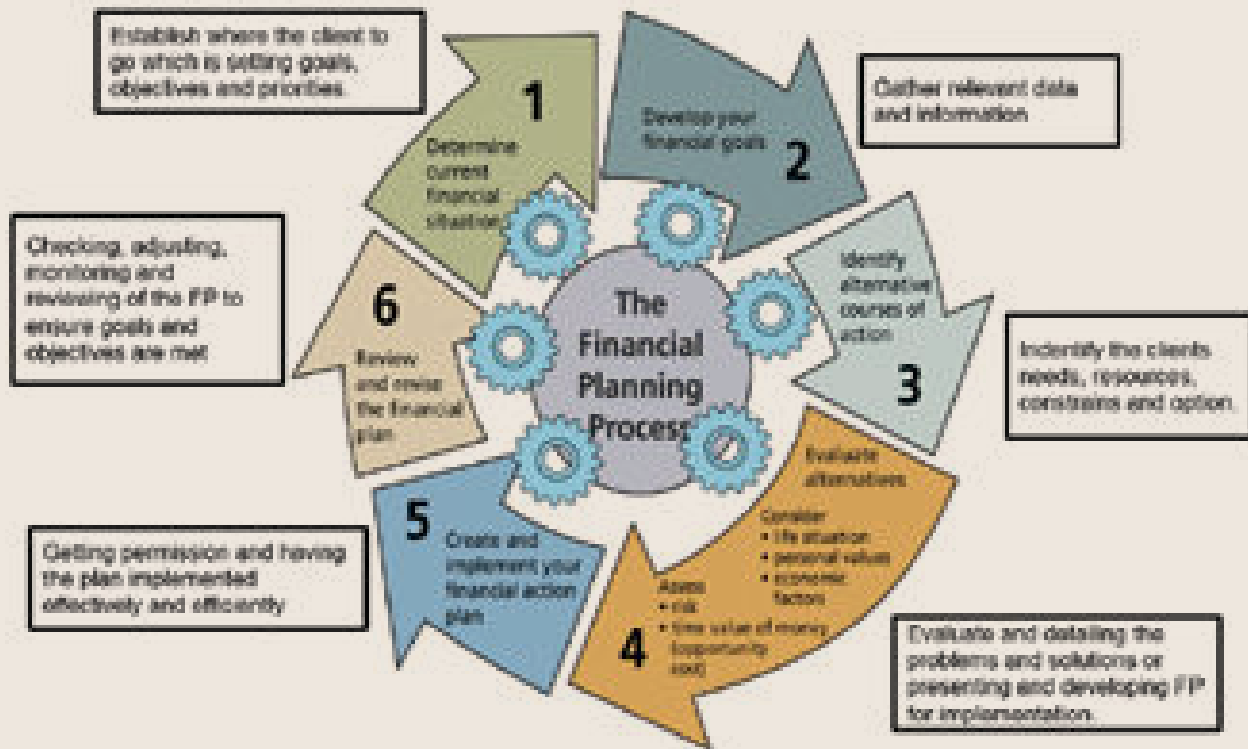 Establish where the client to
go which is setting goals,
objectives and priorities.
1
Determine
current
financial
situation
Develop your
financial goals
2
Gather relevant data
and information
Identify
alternative
courses of
action
3
Indentify the clients
needs, resources,
constrains and option.
Evaluate
alternatives
Consider
• life situation
• personal values
• economic
factors
Assess
• risk
• time value of money
(opportunity
cost)
4
Evaluate and detailing the
problems and solutions or
presenting and developing FP
for implementation.
5
Create and
implement your
financial action
plan
Getting permission and having
the plan implemented
effectively and efficiently
6
Review
and revise
the financial
plan
Checking, adjusting,
monitoring and
reviewing of the FP to
ensure goals and
objectives are met
The
Financial
Planning
Process